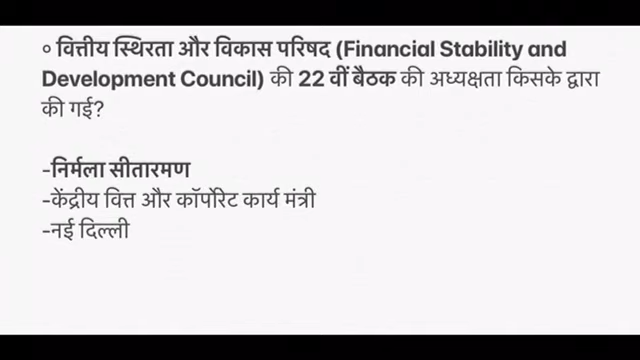 ० वित्तीय स्थिरता और विकास परिषद (Financial Stability and
Development Council) की 22 वीं बैठक की अध्यक्षता किसके द्वारा
की गई?
-निर्मला सीतारमण
-केंद्रीय वित्त और कॉर्पोरेट कार्य मंत्री
-नई दिल्ली